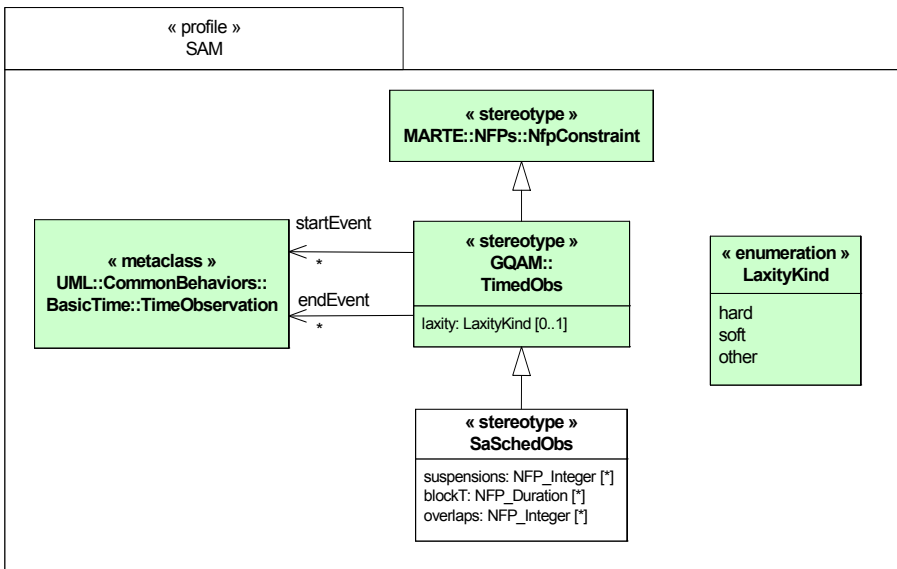 « profile »
SAM
« stereotype »
MARTE::NFPs::NfpConstraint
startEvent
*
« metaclass »
UML::CommonBehaviors::
BasicTime::TimeObservation
endEvent
*
« stereotype »
GQAM::
TimedObs
laxity: LaxityKind [0..1]
« enumeration »
LaxityKind
hard
soft
other
« stereotype »
SaSchedObs
suspensions: NFP_Integer [*]
blockT: NFP_Duration [*]
overlaps: NFP_Integer [*]